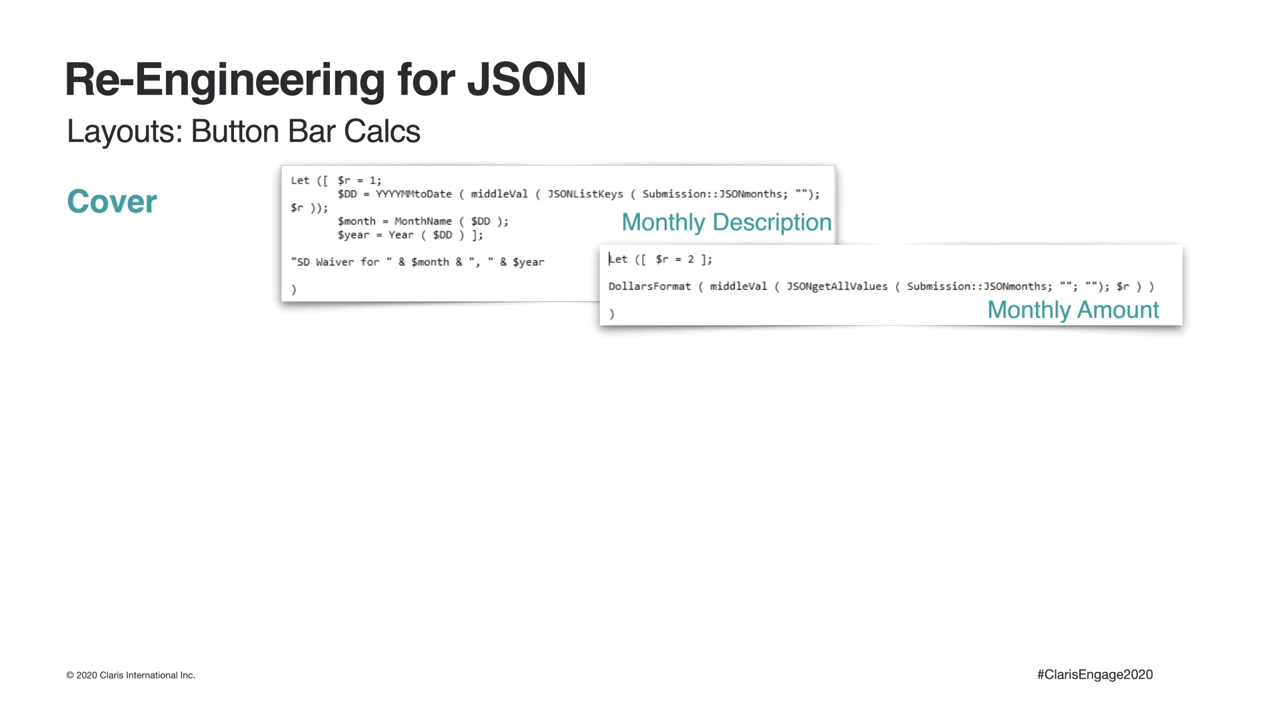 Re-Engineering for JSON
Layouts: Button Bar Calcs
Cover
Let ([ $r = 1;
$DD = YYYYMMtoDate ( middleVal ( JSONListKeys ( Submission::JSONmonths; "");
$r ));
$month = MonthName ( $DD );
$year = Year ( $DD ) ];
"SD Waiver for " & $month & ", " & $year
)
Monthly Description
Let ([ $r = 2 ];
DollarsFormat ( middleVal ( JSONgetAllValues ( Submission::JSONmonths; ""; ""); $r ) )
)
Monthly Amount
© 2020 Claris International Inc.
#ClarisEngage2020